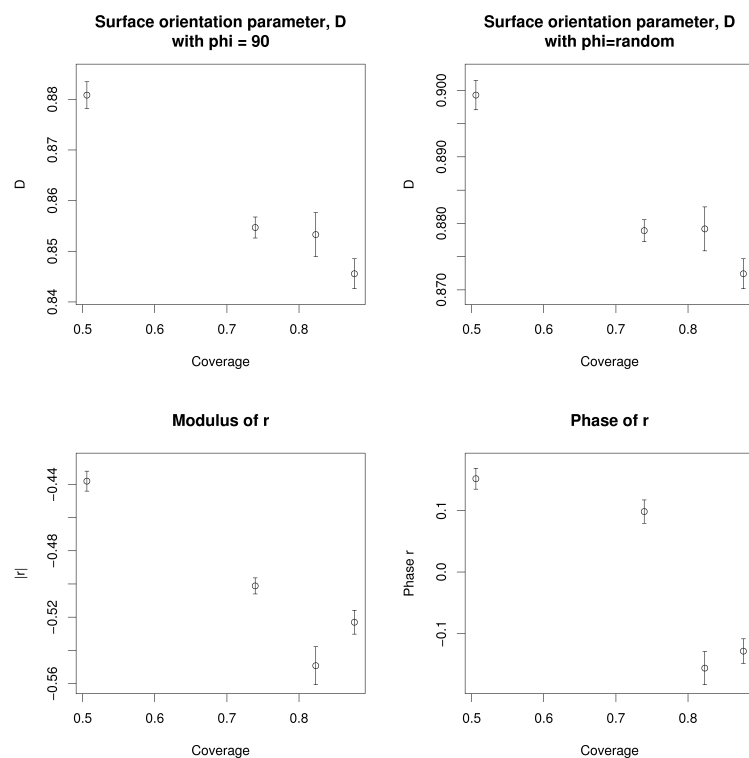 Surface orientation parameter, D
with phi = 90
D
0.88
0.87
0.86
0.85
0.84
0.5 0.6 0.7 0.8
Coverage
Surface orientation parameter, D
with phi=random
D
0.900
0.890
0.880
0.870
0.5 0.6 0.7 0.8
Coverage
Modulus of r
|r|
−0.44
−0.48
−0.52
−0.56
0.5 0.6 0.7 0.8
Coverage
Phase of r
Phase r
0.1
0.0
−0.1
0.5 0.6 0.7 0.8
Coverage